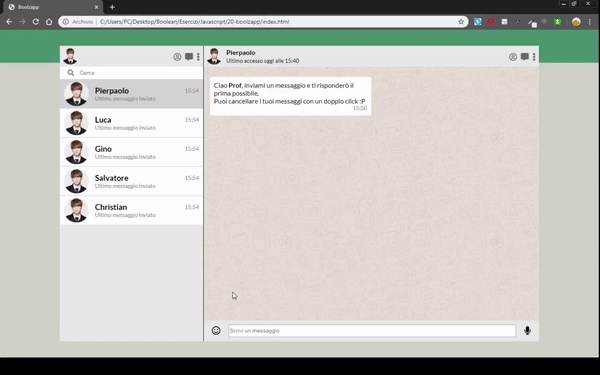 Boolzapp
Archivio | C:/Users/PC/Desktop/Boolean/Esercizi/Javascript/20-boolzapp/index.html
Pierpaolo
Ultimo accesso oggi alle 15:40
Cerca
Pierpaolo 15:54
Ultimo messaggio inviato
Luca 15:54
Ultimo messaggio inviato
Gino 15:54
Ultimo messaggio inviato
Salvatore 15:54
Ultimo messaggio inviato
Christian 15:54
Ultimo messaggio inviato
Ciao Prof, inviami un messaggio e ti risponderò il
prima possibile.
Puoi cancellare i tuoi messaggi con un doppio click :P
15:50
Scrivi un messaggio